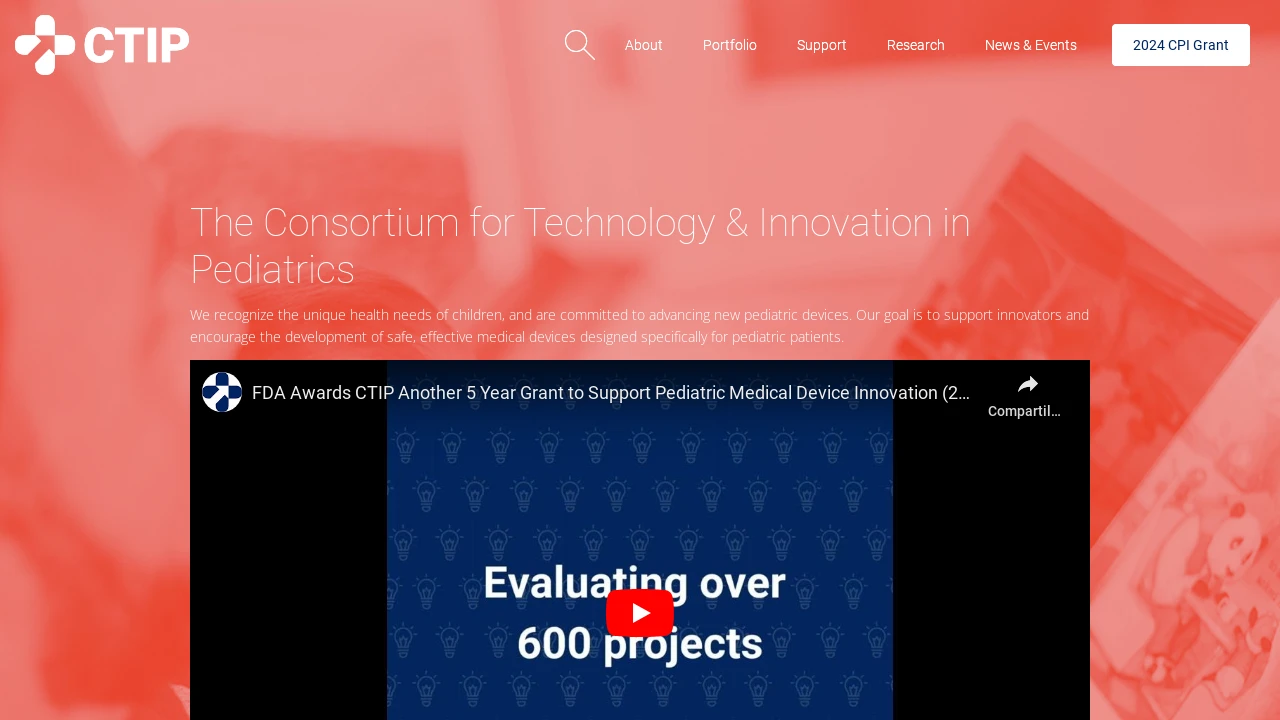 CTIP
About
Portfolio
Support
Research
News & Events
2024 CPI Grant
The Consortium for Technology & Innovation in
Pediatrics
We recognize the unique health needs of children, and are committed to advancing new pediatric devices. Our goal is to support innovators and
encourage the development of safe, effective medical devices designed specifically for pediatric patients.
FDA Awards CTIP Another 5 Year Grant to Support Pediatric Medical Device Innovation (2...
Compartil...
Evaluating over
600 projects